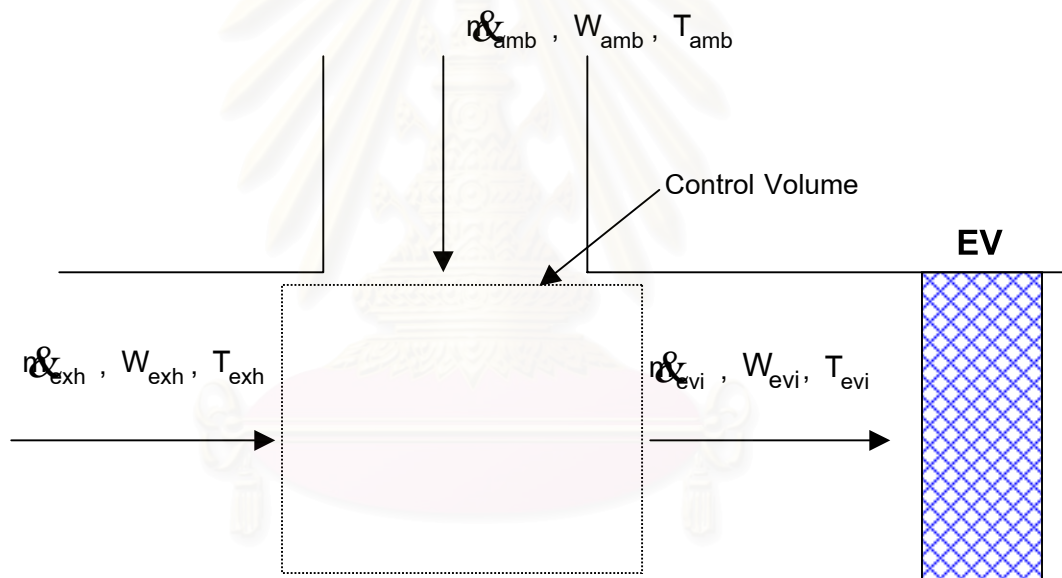 m&amb , Wamb, Tamb
Control Volume
EV
m&exh , Wexh, Texh
m&evi , Wevi, Tevi